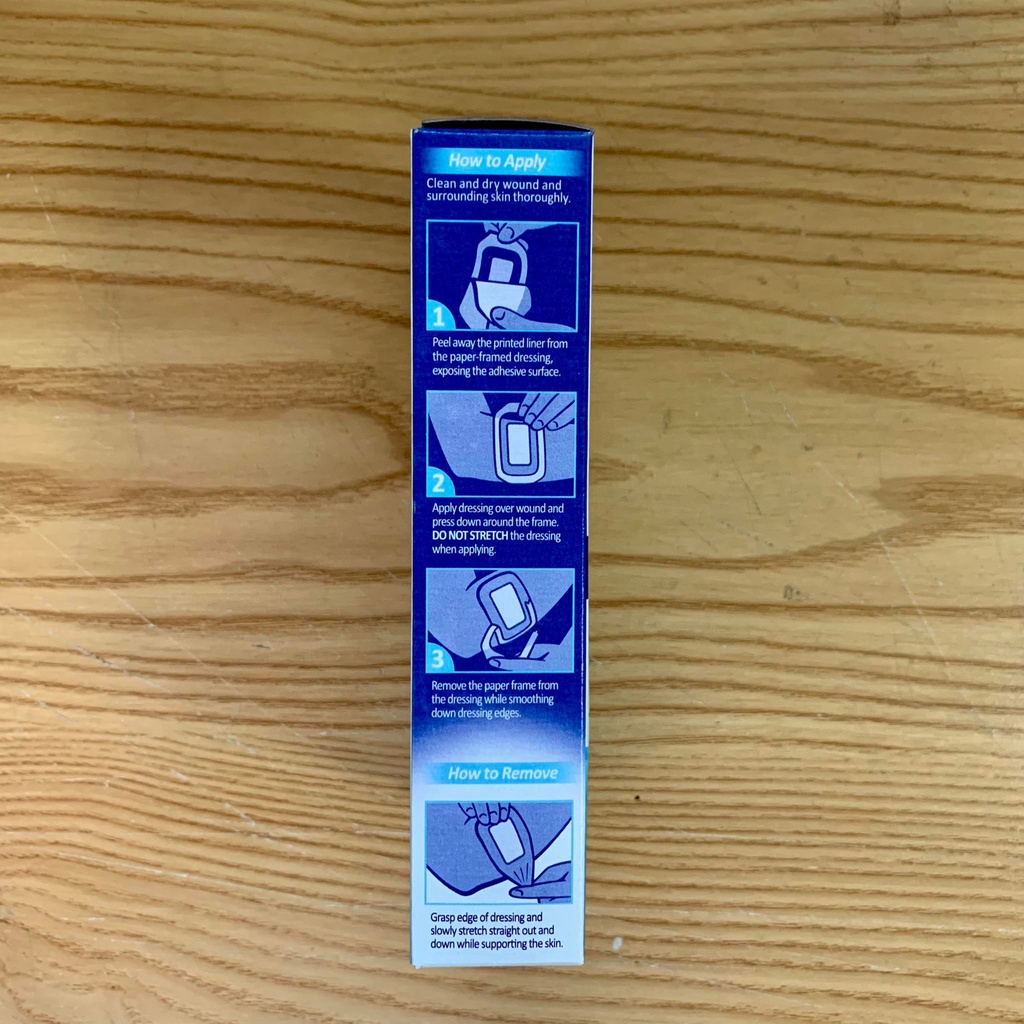 How to Apply
Clean and dry wound and
surrounding skin thoroughly.
1
Peel away the printed liner from
the paper-framed dressing,
exposing the adhesive surface.
2
Apply dressing over wound and
press down around the frame.
DO NOT STRETCH the dressing
when applying.
3
Remove the paper frame from
the dressing while smoothing
down dressing edges.
How to Remove
Grasp edge of dressing and
slowly stretch straight out and
down while supporting the skin.